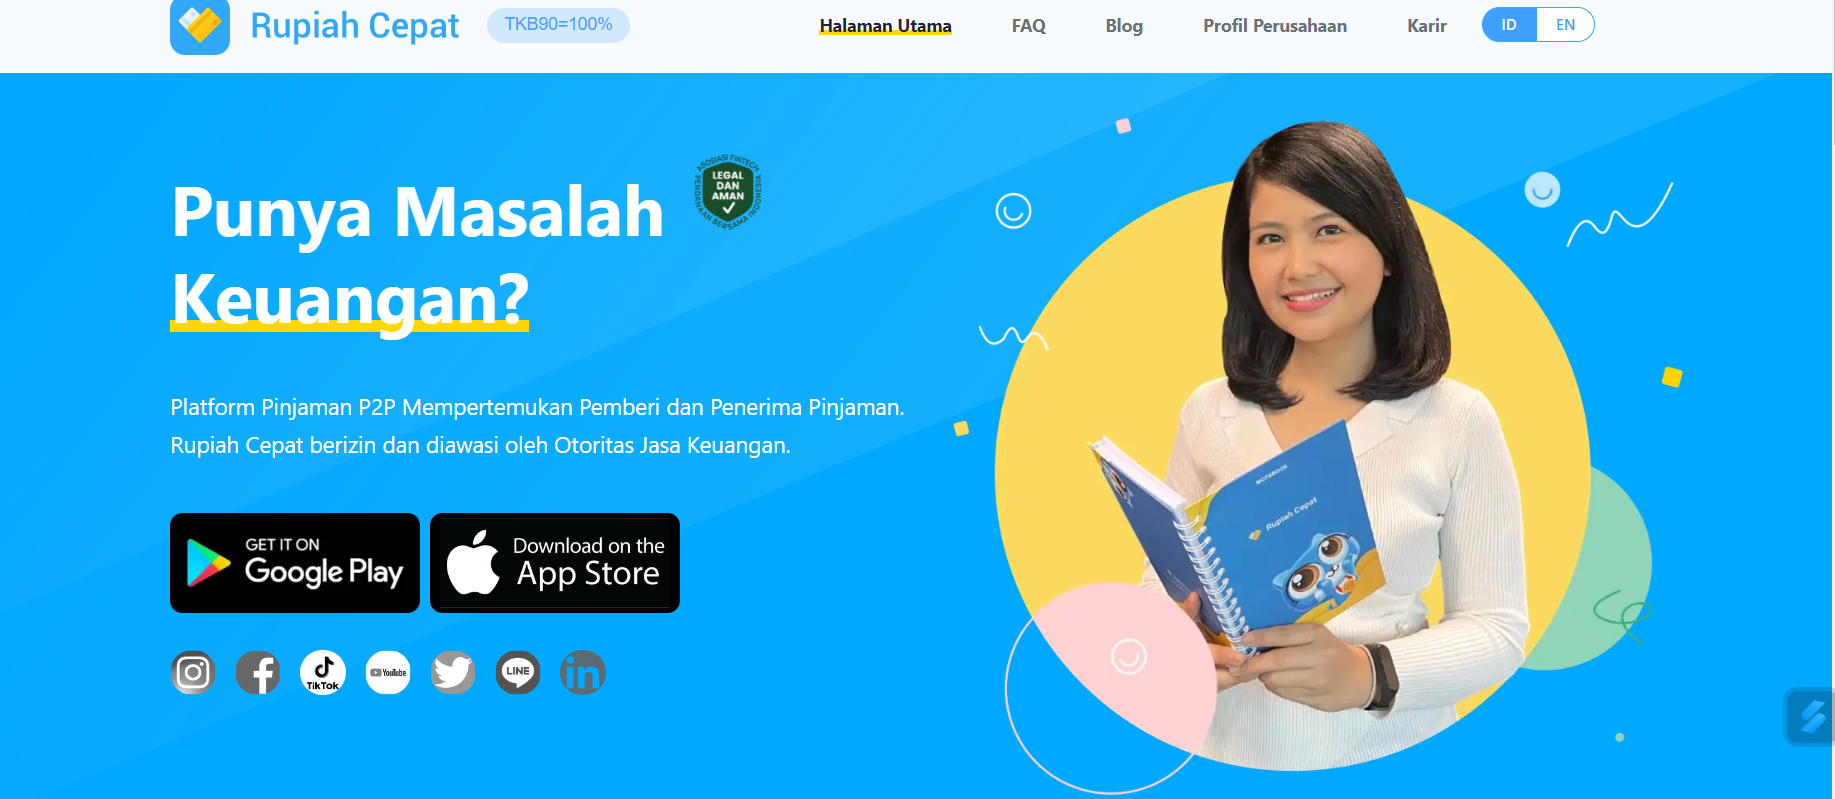 Rupiah Cepat
TKB90=100%
Halaman Utama
FAQ
Blog
Profil Perusahaan
Karir
ID
EN
Punya Masalah
Keuangan?
ASOSIASI FINTECH
PENDANAAN BERSAMA INDONESIA
LEGAL
DAN
AMAN
Platform Pinjaman P2P Mempertemukan Pemberi dan Penerima Pinjaman.
Rupiah Cepat berizin dan diawasi oleh Otoritas Jasa Keuangan.
GET IT ON
Google Play
Download on the
App Store
TikTok
YouTube
LINE
in
NOTEBOOK
Rupiah Cepat